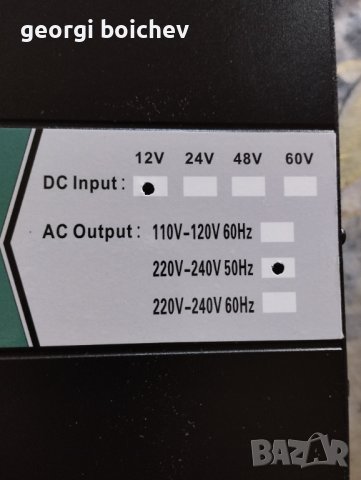 georgi boichev
12V 24V 48V 60V
DC Input:
AC Output: 110V-120V 60Hz
220V-240V 50Hz
220V-240V 60Hz
BAZAR